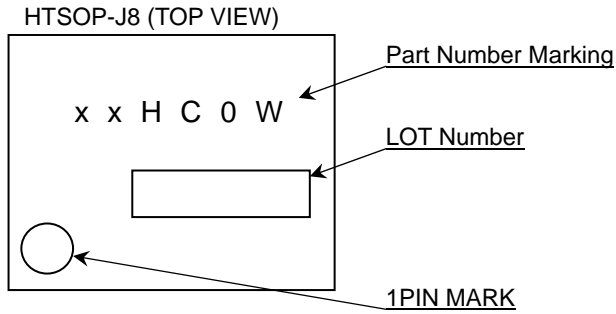 HTSOP-J8 (TOP VIEW)
Part Number Marking
x x H C 0 W
LOT Number
1PIN MARK